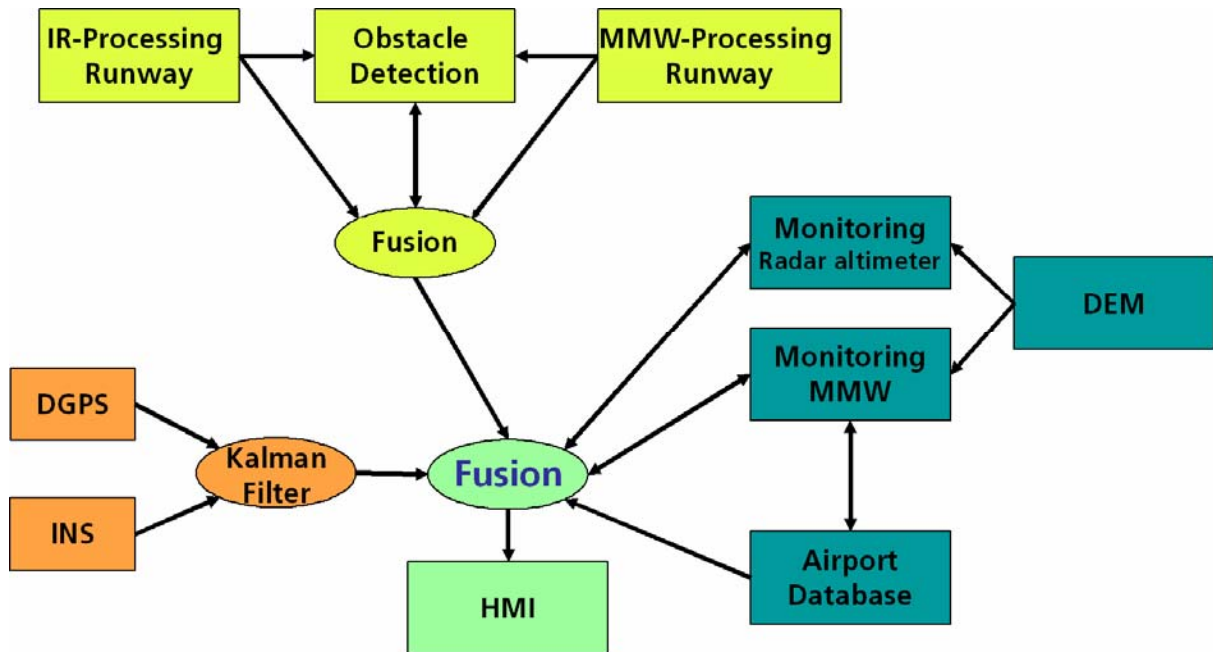 IR-Processing
Runway
Obstacle
Detection
MMW-Processing
Runway
Fusion
Monitoring
Radar altimeter
DEM
Monitoring
MMW
DGPS
Kalman
Filter
Fusion
INS
Airport
Database
HMI